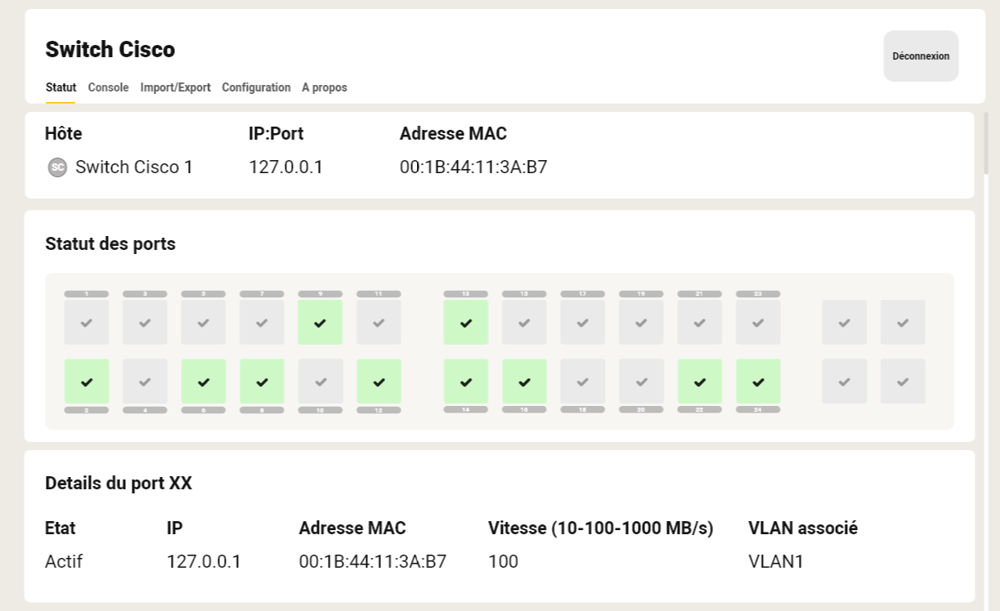 Switch Cisco
Déconnexion
Statut Console Import/Export Configuration A propos
Hôte IP:Port Adresse MAC
SC Switch Cisco 1 127.0.0.1 00:1B:44:11:3A:B7
Statut des ports
1 3 5 7 9 11 13 15 17 19 21 23
2 4 6 8 10 12 14 16 18 20 22 24
Details du port XX
Etat IP Adresse MAC Vitesse (10-100-1000 MB/s) VLAN associé
Actif 127.0.0.1 00:1B:44:11:3A:B7 100 VLAN1